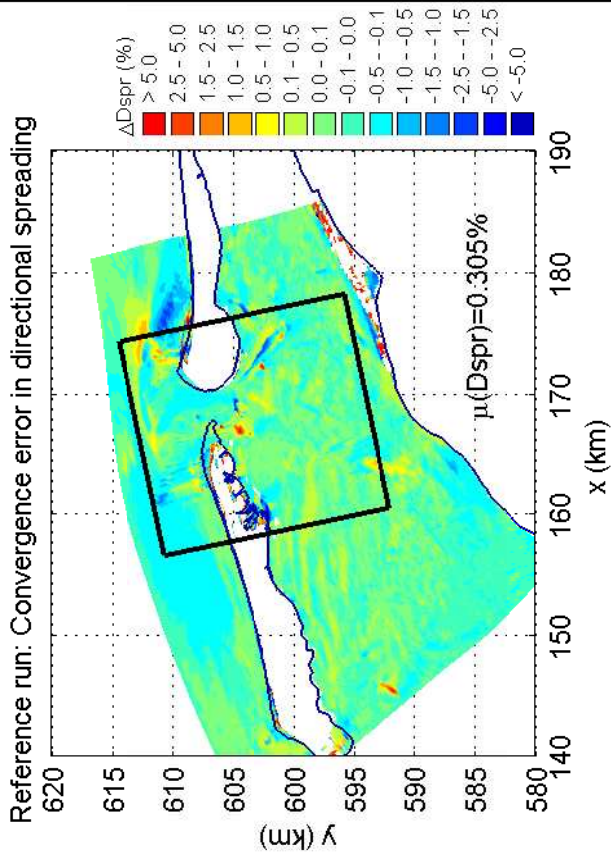 Reference run: Convergence error in directional spreading
ΔDspr (%)
> 5.0
2.5 - 5.0
1.5 - 2.5
1.0 - 1.5
0.5 - 1.0
0.1 - 0.5
0.0 - 0.1
-0.1 - 0.0
-0.5 - -0.1
-1.0 - -0.5
-1.5 - -1.0
-2.5 - -1.5
-5.0 - -2.5
< -5.0
620
615
610
605
600
595
590
585
580
y (km)
μ(Dspr)=0.305%
140
150
160
170
180
190
x (km)